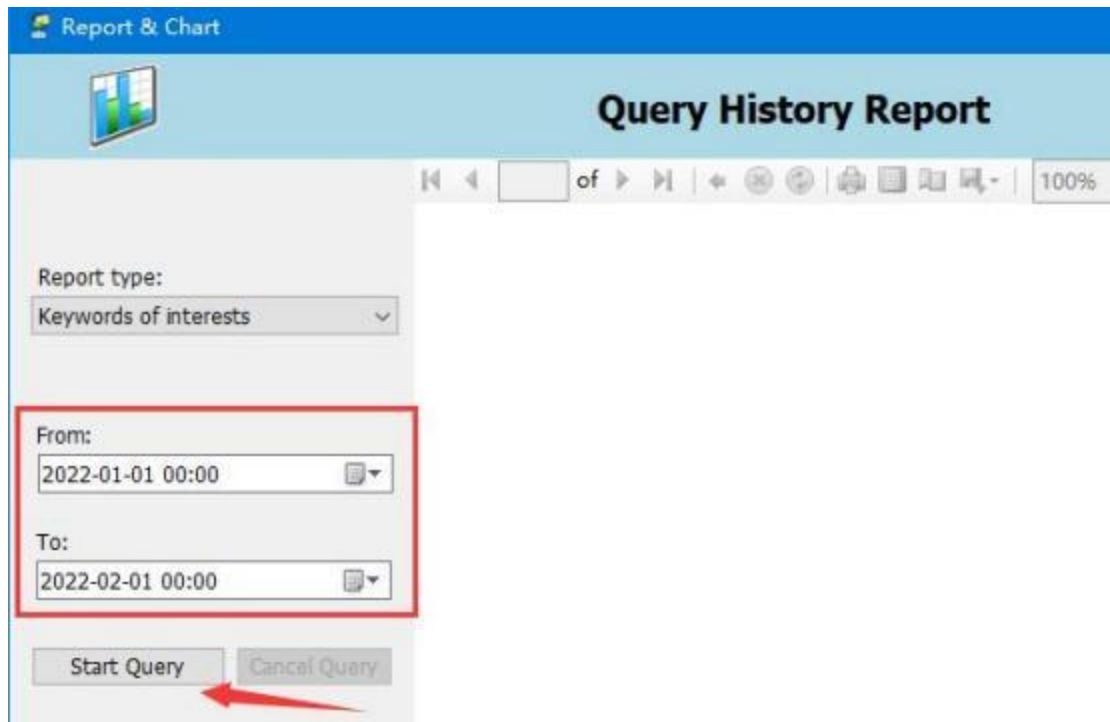 Report & Chart
Query History Report
of 100%
Report type:
Keywords of interests
From:
2022-01-01 00:00
To:
2022-02-01 00:00
Start Query Cancel Query